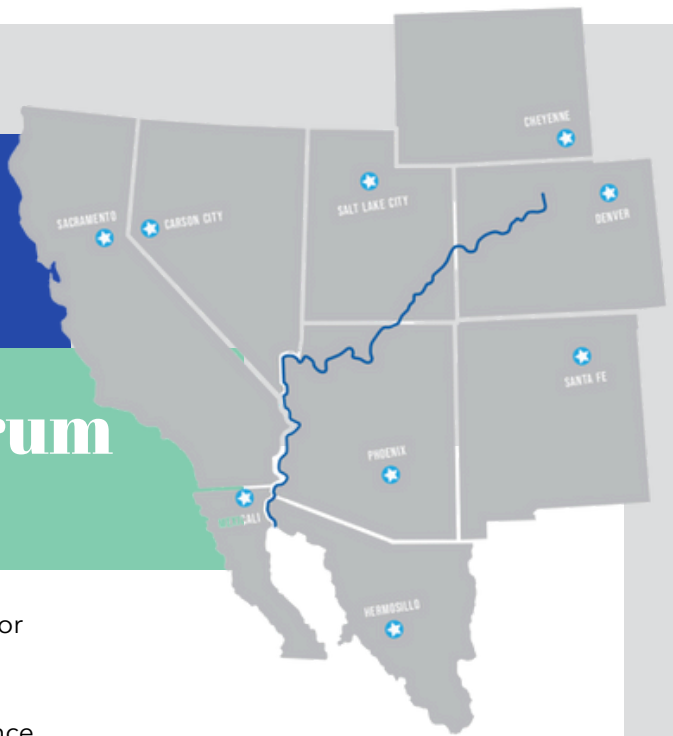 CHEYENNE
SALT LAKE CITY
DENVER
SACRAMENTO
CARSON CITY
SANTA FE
rum
PHOENIX
CALI
or
HERMOSILLO
nce